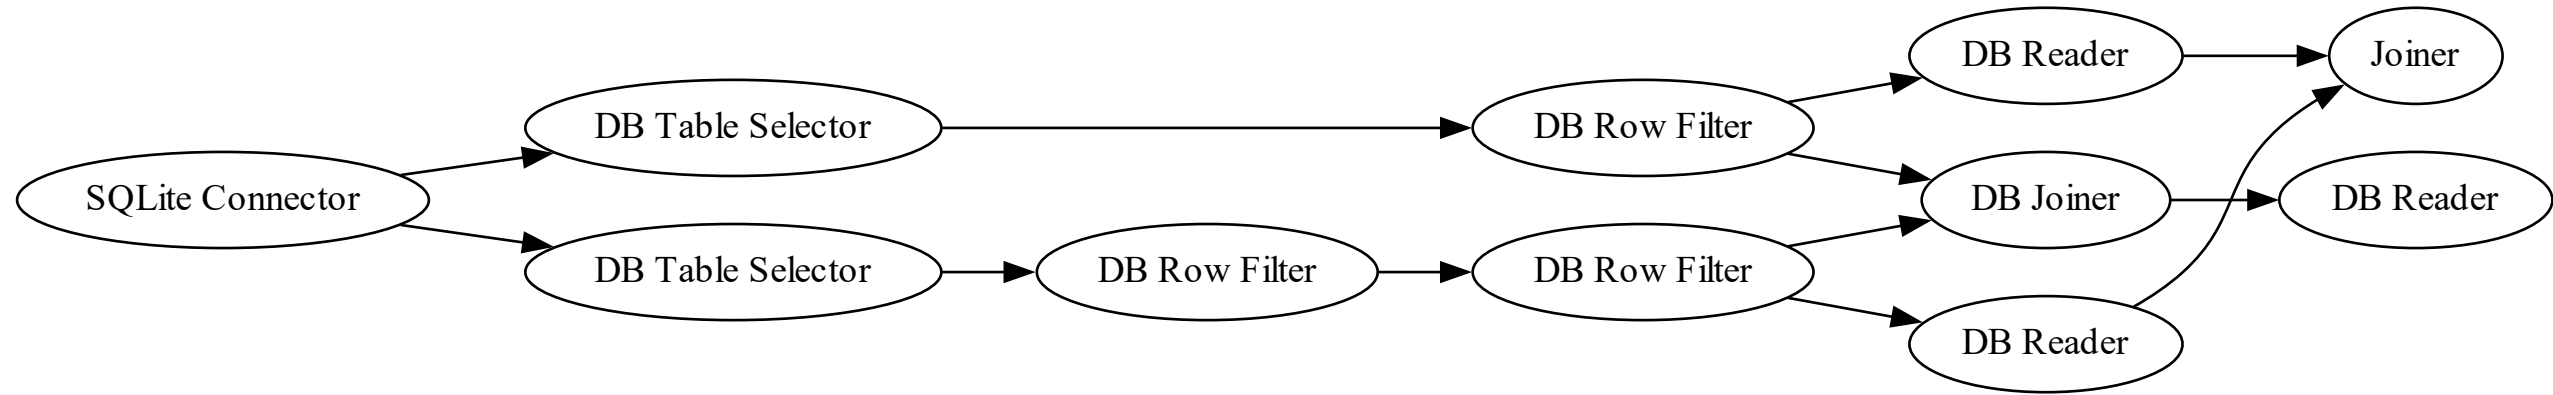 SQLite Connector
DB Table Selector
DB Table Selector
DB Row Filter
DB Row Filter
DB Row Filter
DB Reader
DB Joiner
DB Reader
Joiner
DB Reader